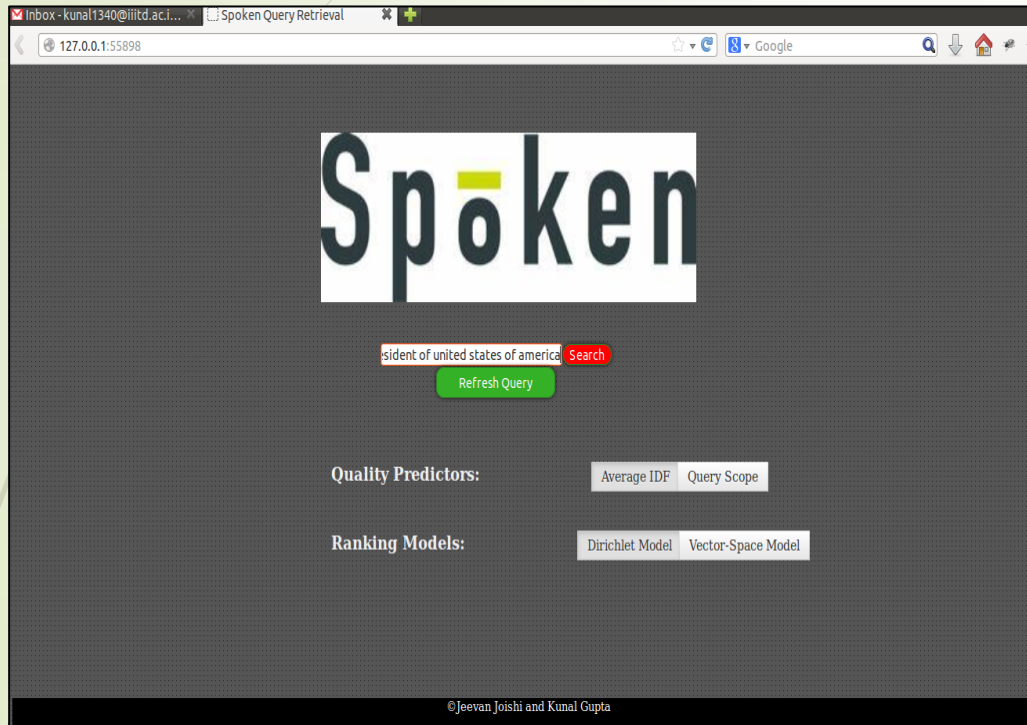 Inbox - kunal1340@iiitd.ac.i... Spoken Query Retrieval
127.0.0.1:55898 Google
Spōken
esident of united states of america Search
Refresh Query
Quality Predictors: Average IDF Query Scope
Ranking Models: Dirichlet Model Vector-Space Model
©Jeevan Joishi and Kunal Gupta